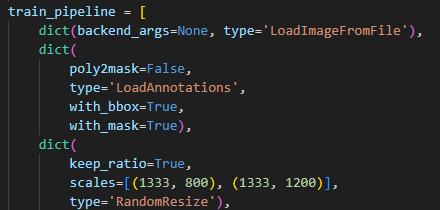 train_pipeline = [
    dict(backend_args=None, type='LoadImageFromFile'),
    dict(
        poly2mask=False,
        type='LoadAnnotations',
        with_bbox=True,
        with_mask=True),
    dict(
        keep_ratio=True,
        scales=[(1333, 800), (1333, 1200)],
        type='RandomResize'),